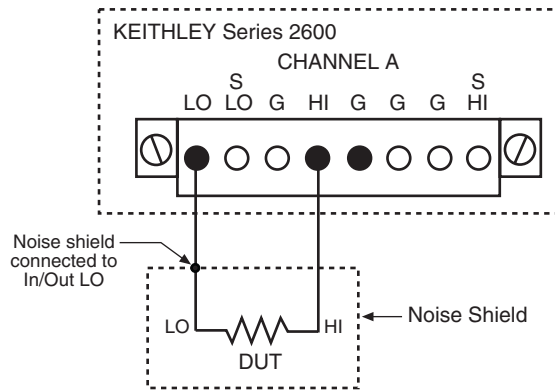 KEITHLEY Series 2600
CHANNEL A
S S
LO LO G HI G G G HI
Noise shield
connected to
In/Out LO
LO HI
Noise Shield
DUT